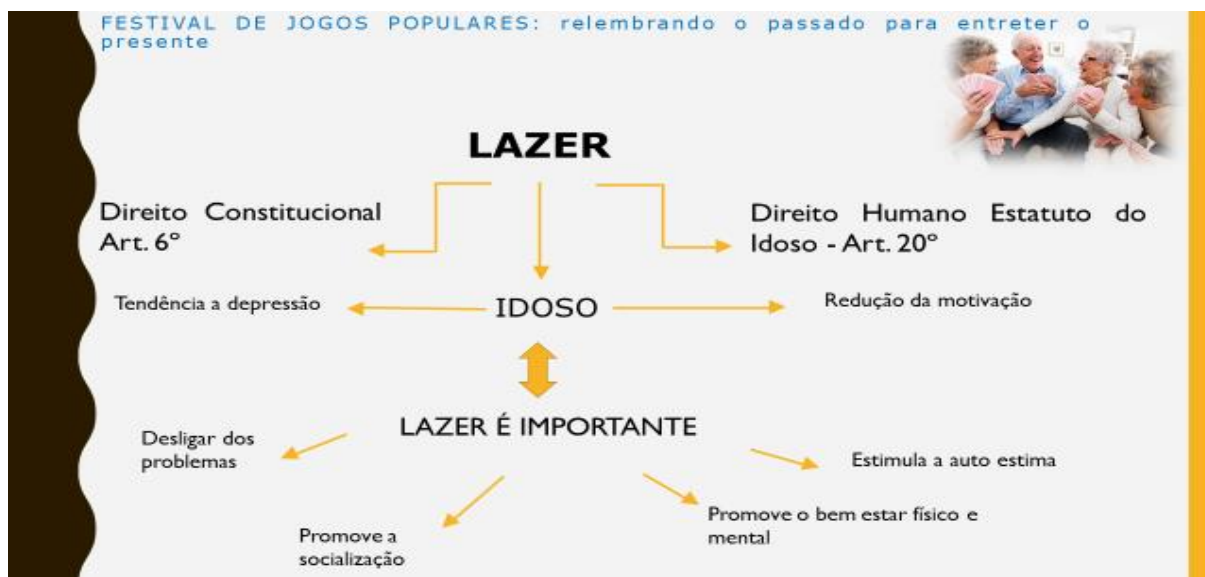 FESTIVAL DE JOGOS POPULARES: relembrando o passado para entreter o
presente
LAZER
Direito Constitucional
Art. 6º
Direito Humano Estatuto do
Idoso - Art. 20º
Tendência a depressão
IDOSO
Redução da motivação
LAZER É IMPORTANTE
Desligar dos
problemas
Estimula a auto estima
Promove a
socialização
Promove o bem estar físico e
mental